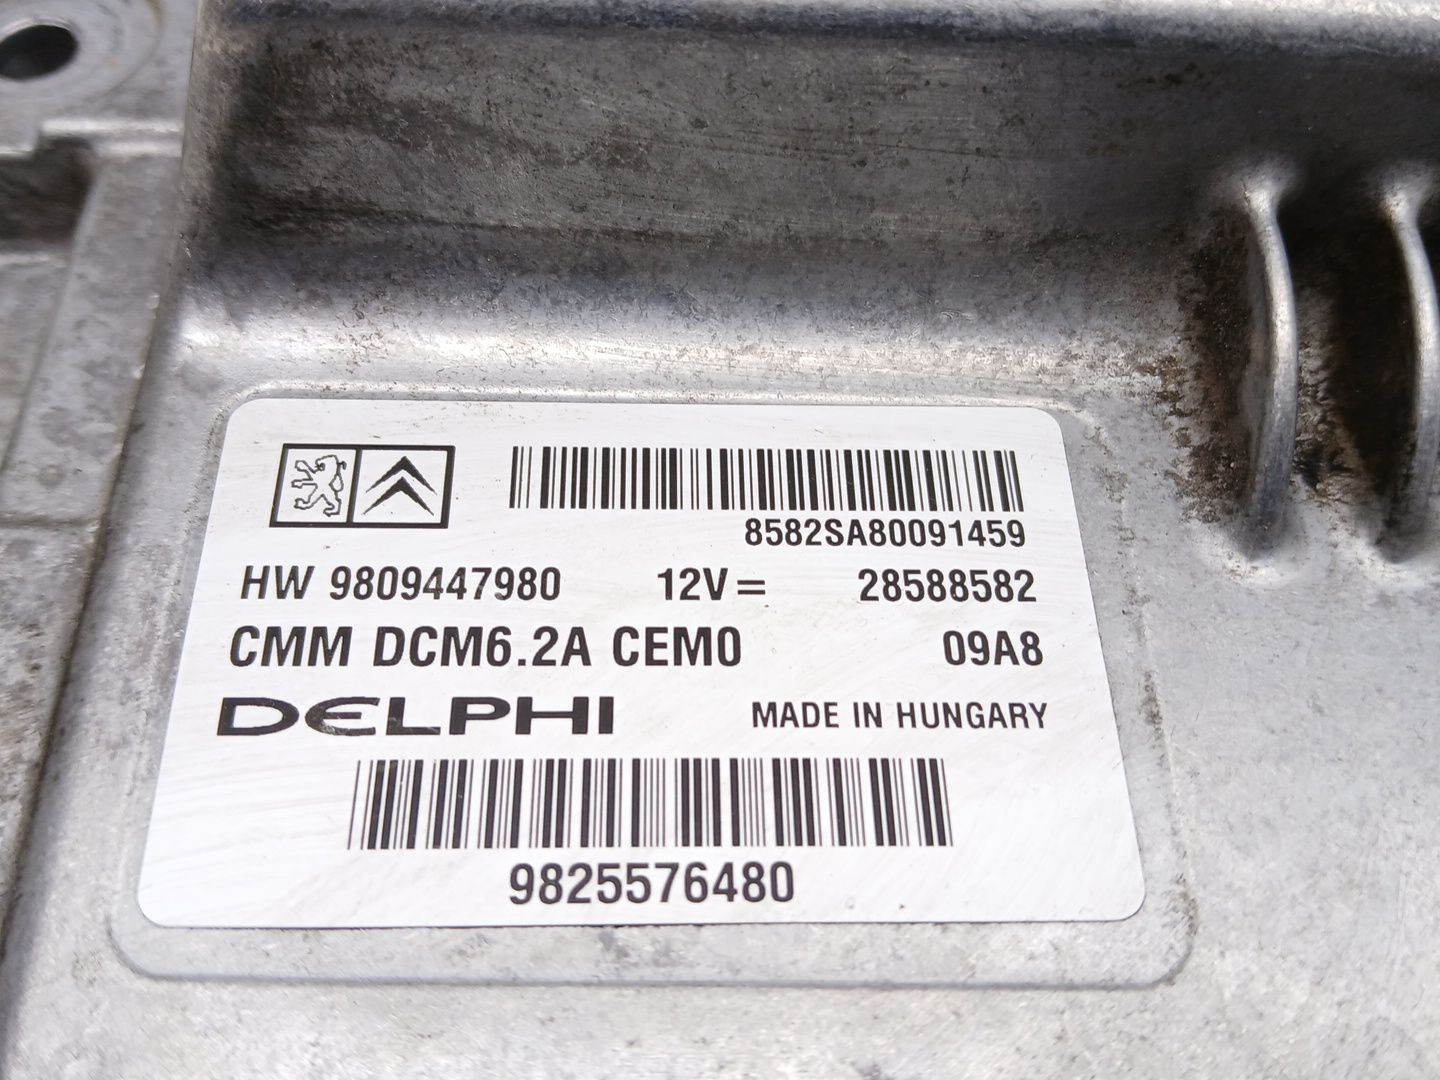 8582SA80091459
HW 9809447980 12V= 28588582
CMM DCM6.2A CEM0 09A8
DELPHI MADE IN HUNGARY
9825576480